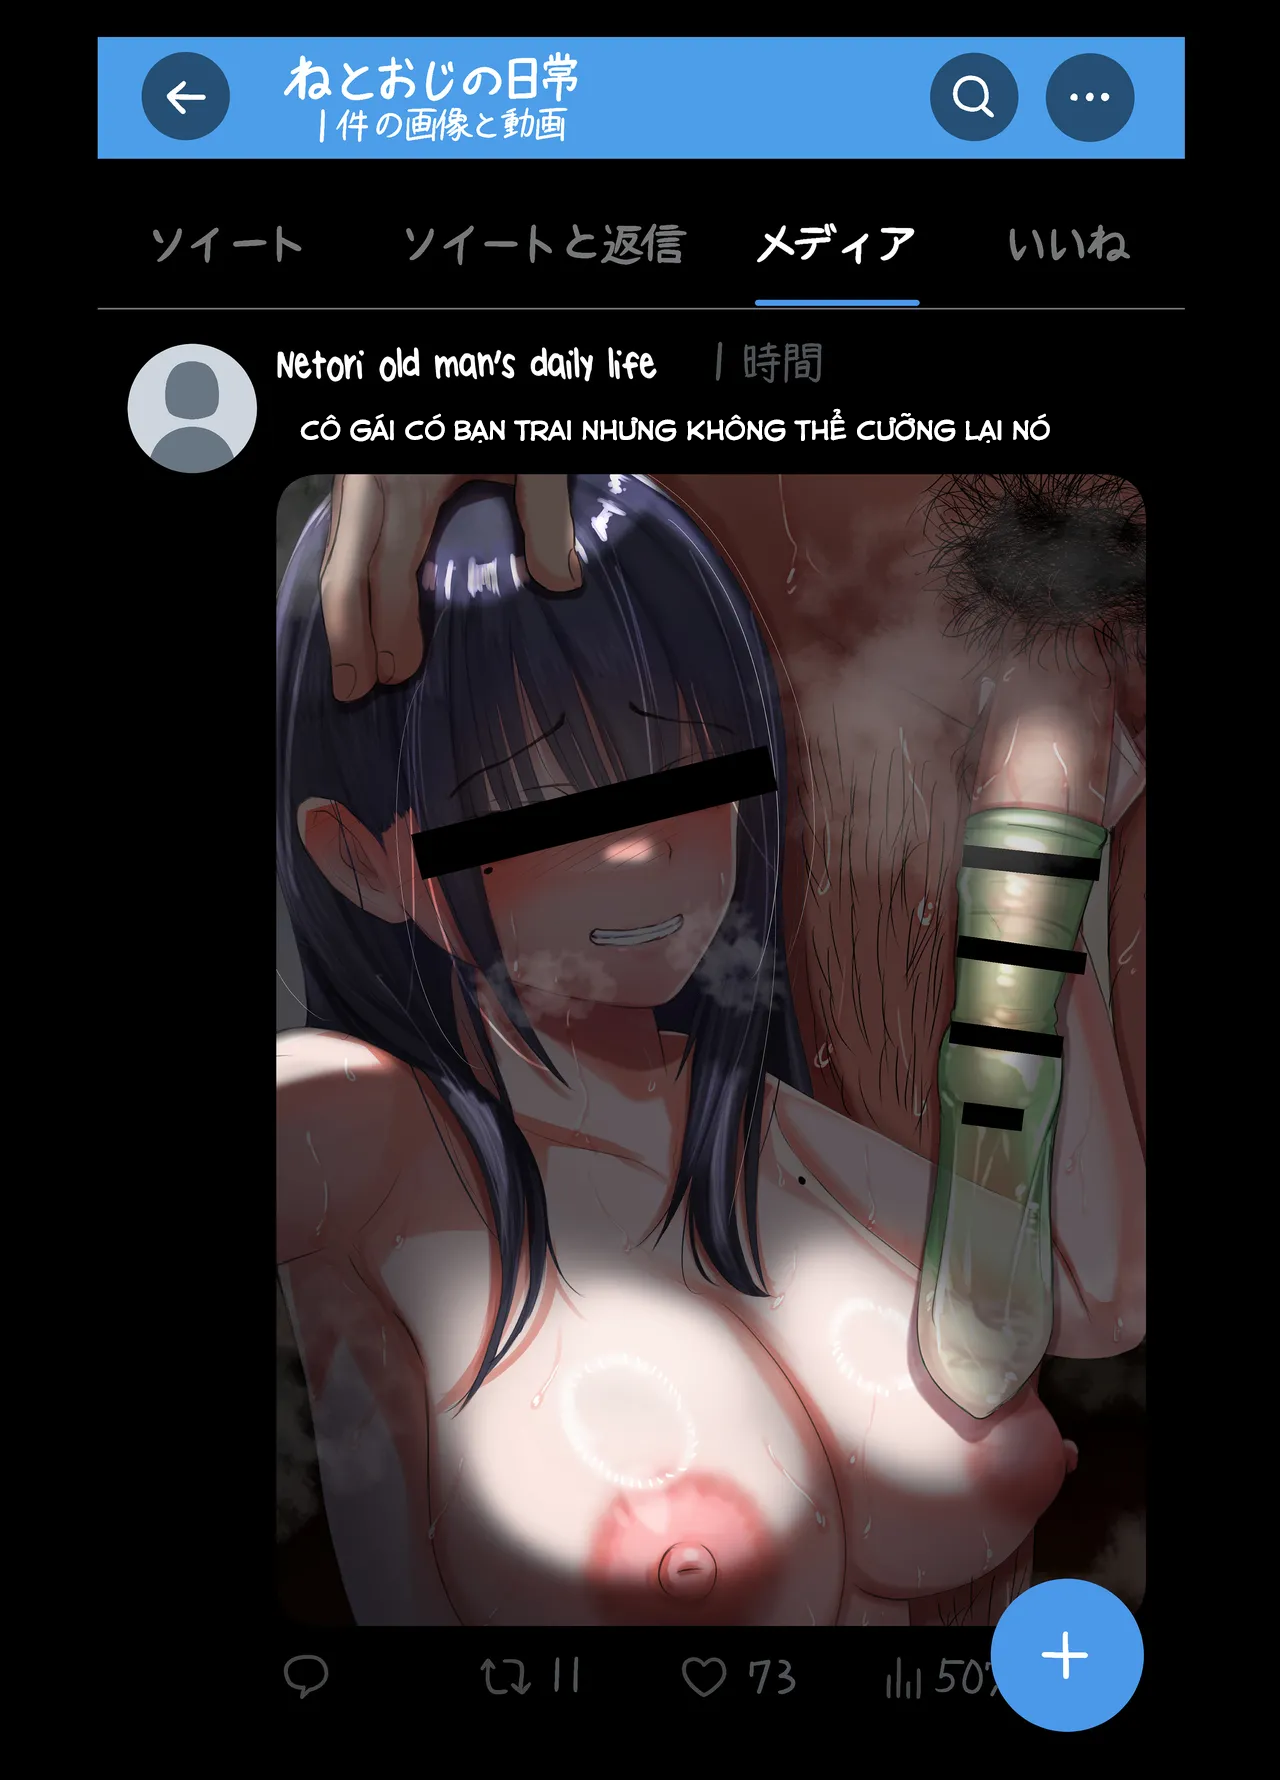 ねとおじの日常
1件の画像と動画
ソイート ソイートと返信 メディア いいね
Netori old man's daily life 1時間
CÔ GÁI CÓ BẠN TRAI NHƯNG KHÔNG THỂ CƯỠNG LẠI NÓ
11 73